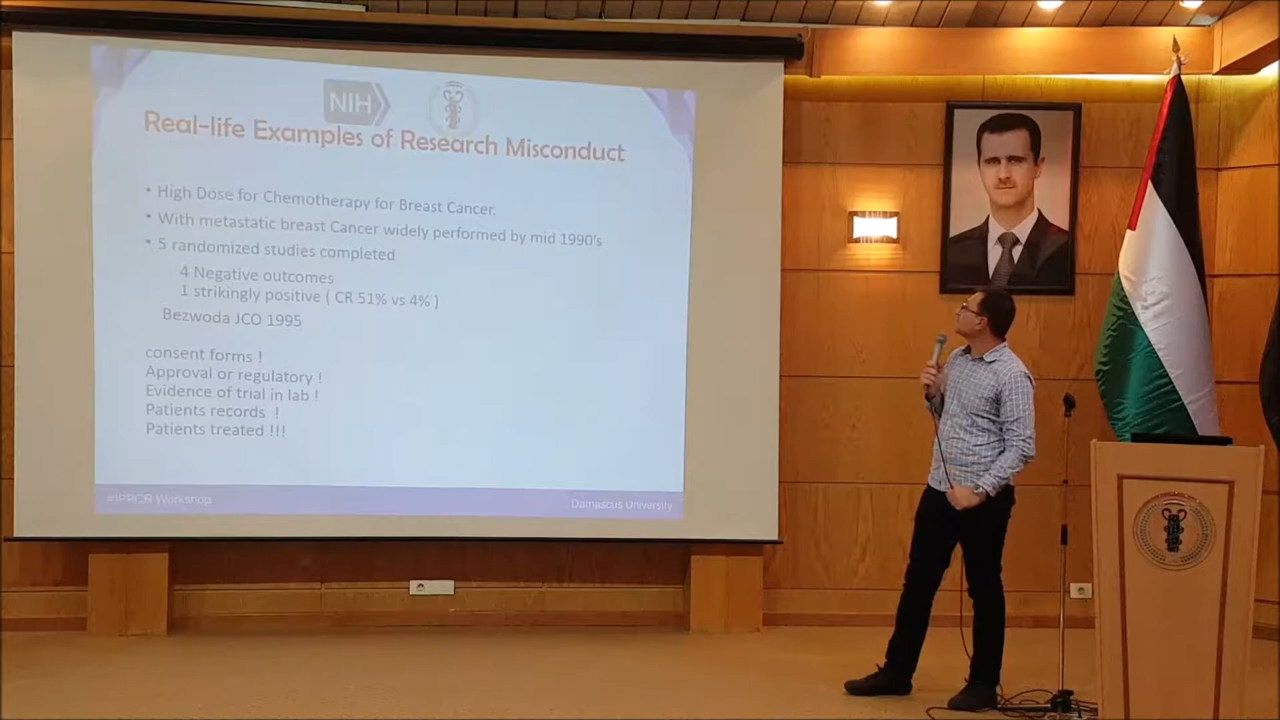 NIH
Real-life Examples of Research Misconduct
• High Dose for Chemotherapy for Breast Cancer.
• With metastatic breast Cancer widely performed by mid 1990's
• 5 randomized studies completed
4 Negative outcomes
1 strikingly positive ( CR 51% vs 4% )
Bezwoda JCO 1995
consent forms !
Approval or regulatory !
Evidence of trial in lab !
Patients records !
Patients treated !!!
Workshop
Damascus University